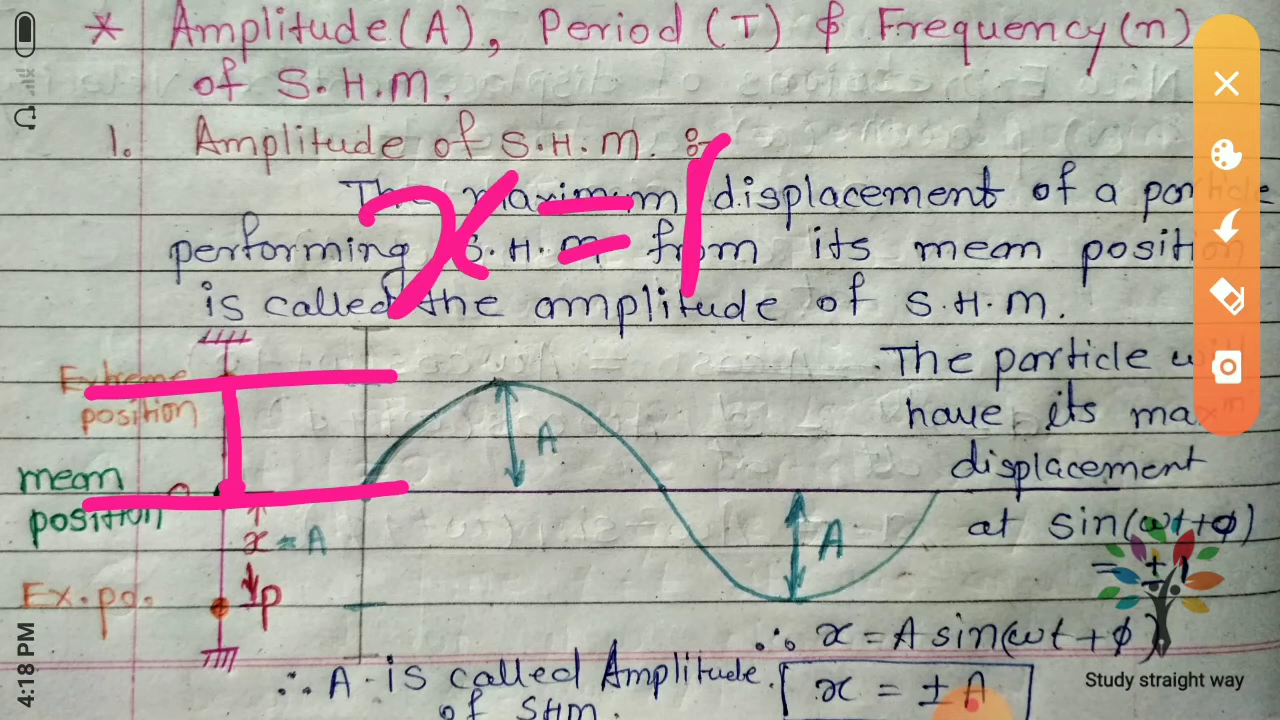 * Amplitude (A), Period (T) & Frequency (n)
of S.H.M.
1. Amplitude of S.H.M. :-
The maximum displacement of a particle
performing S.H.M from its mean position
is called the amplitude of S.H.M.
x = 1
Extreme
position
mean
position
x = A
Ex.po.
P
A
A
The particle will
have its maxm
displacement
at sin(ωt+φ)
= ± 1
∴ x = A sin(ωt + φ)
x = ± A
∴ A is called Amplitude.
of SHM.
Study straight way
4:18 PM